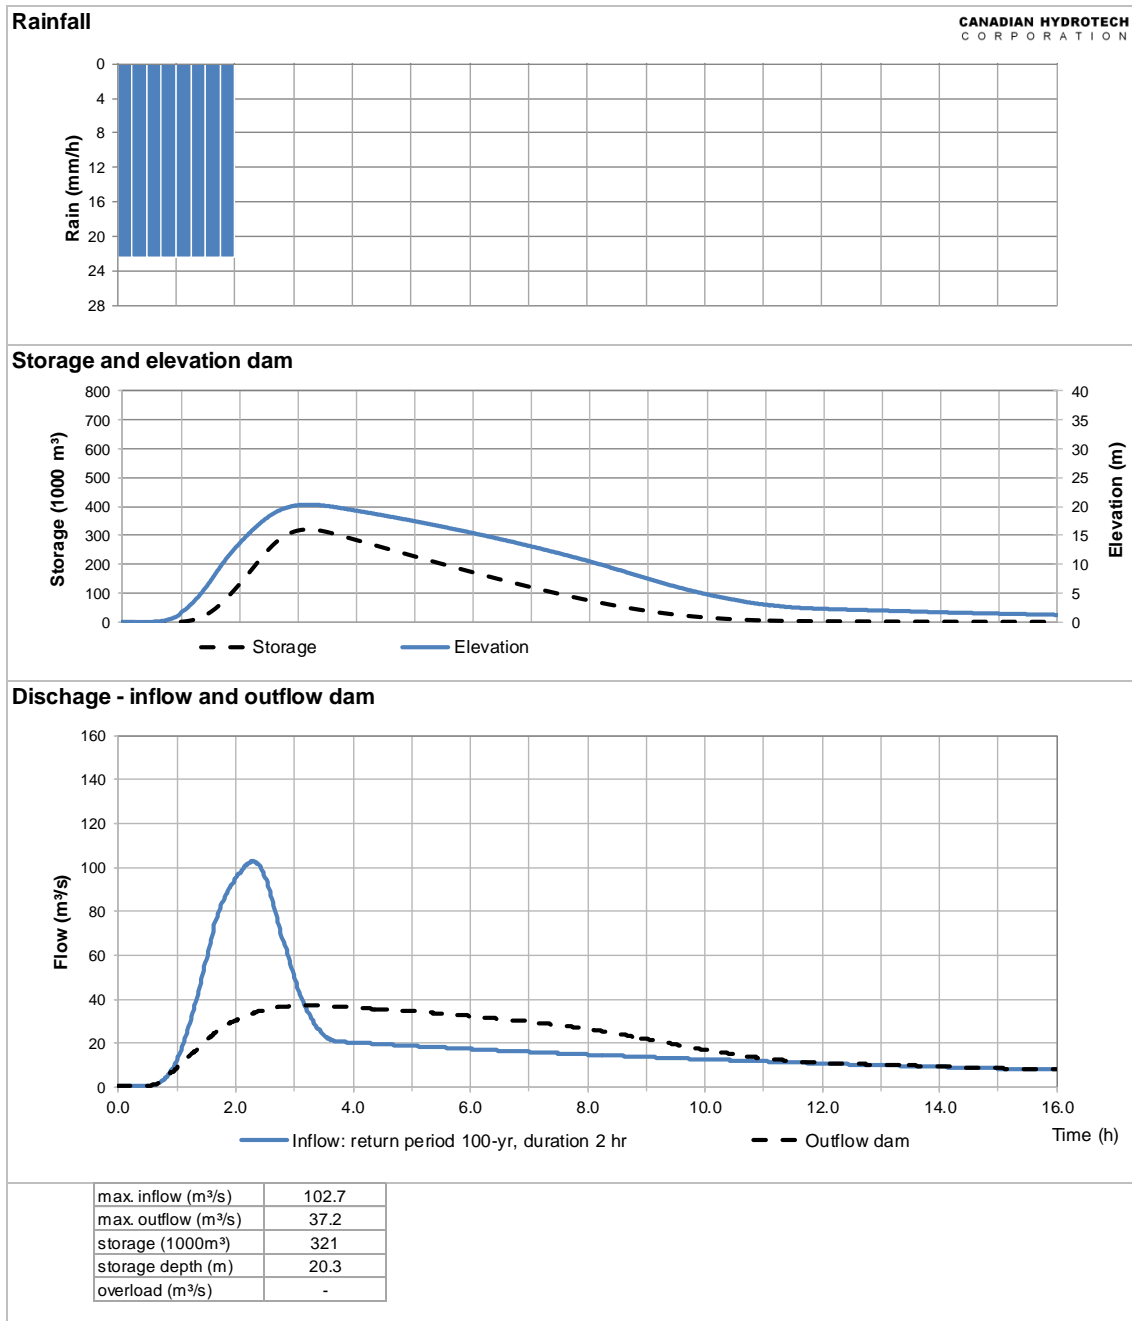 Rainfall
CANADIAN HYDROTECH
CORPORATION
Rain (mm/h)
0
4
8
12
16
20
24
28
Storage and elevation dam
Storage (1000 m³)
800
700
600
500
400
300
200
100
0
40
35
30
25
20
15
10
5
0
Elevation (m)
Storage
Elevation
Dischage - inflow and outflow dam
Flow (m³/s)
160
140
120
100
80
60
40
20
0
0.0 2.0 4.0 6.0 8.0 10.0 12.0 14.0 16.0
Time (h)
Inflow: return period 100-yr, duration 2 hr
Outflow dam
max. inflow (m³/s) 102.7
max. outflow (m³/s) 37.2
storage (1000m³) 321
storage depth (m) 20.3
overload (m³/s) -